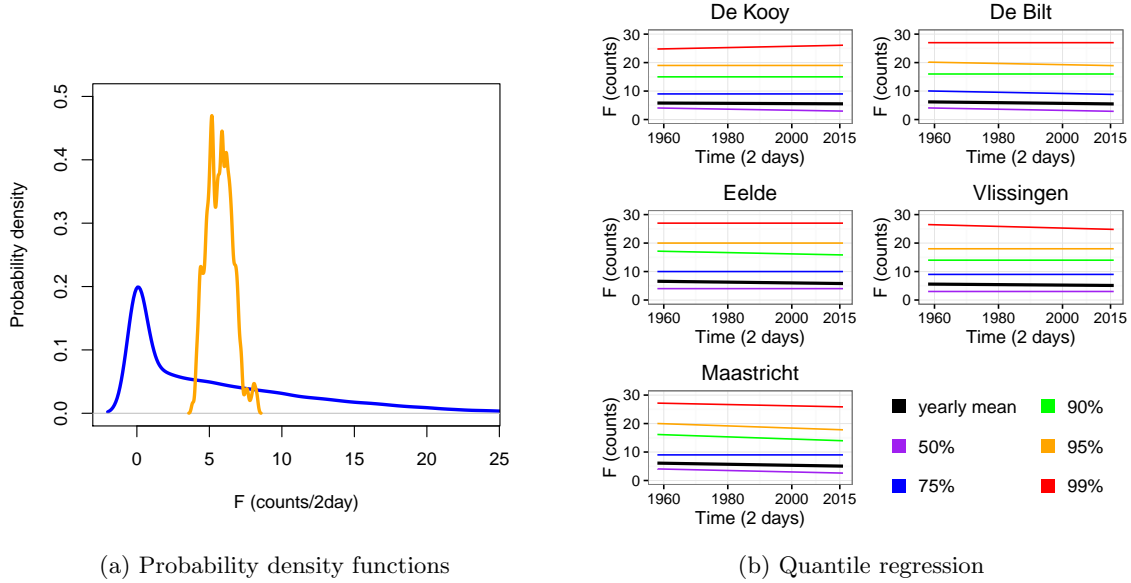 Probability density
0.5
0.4
0.3
0.2
0.1
0.0
0 5 10 15 20 25
F (counts/2day)
(a) Probability density functions
De Kooy
F (counts)
30
20
10
0
1960 1980 2000 2015
Time (2 days)
De Bilt
F (counts)
30
20
10
0
1960 1980 2000 2015
Time (2 days)
Eelde
F (counts)
30
20
10
0
1960 1980 2000 2015
Time (2 days)
Vlissingen
F (counts)
30
20
10
0
1960 1980 2000 2015
Time (2 days)
Maastricht
F (counts)
30
20
10
0
1960 1980 2000 2015
Time (2 days)
yearly mean
50%
75%
90%
95%
99%
(b) Quantile regression